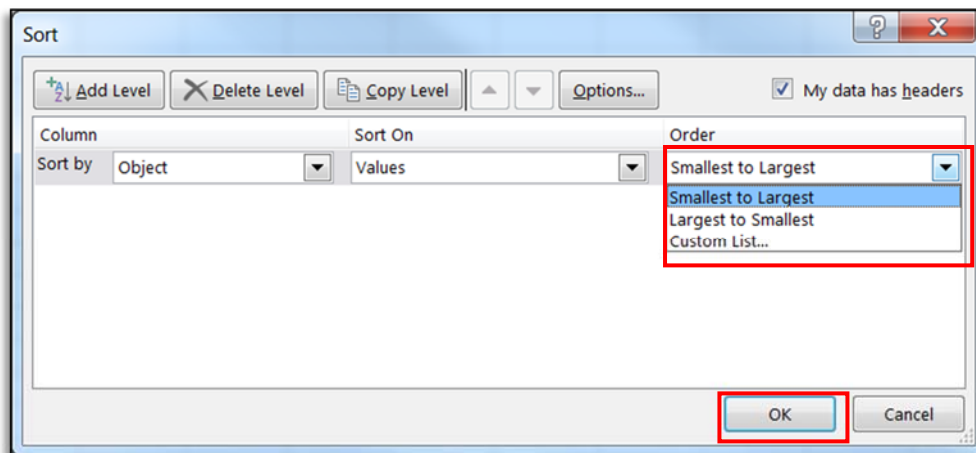 Sort
Add Level Delete Level Copy Level Options... My data has headers
Column Sort On Order
Sort by Object Values Smallest to Largest
Smallest to Largest
Largest to Smallest
Custom List...
OK Cancel